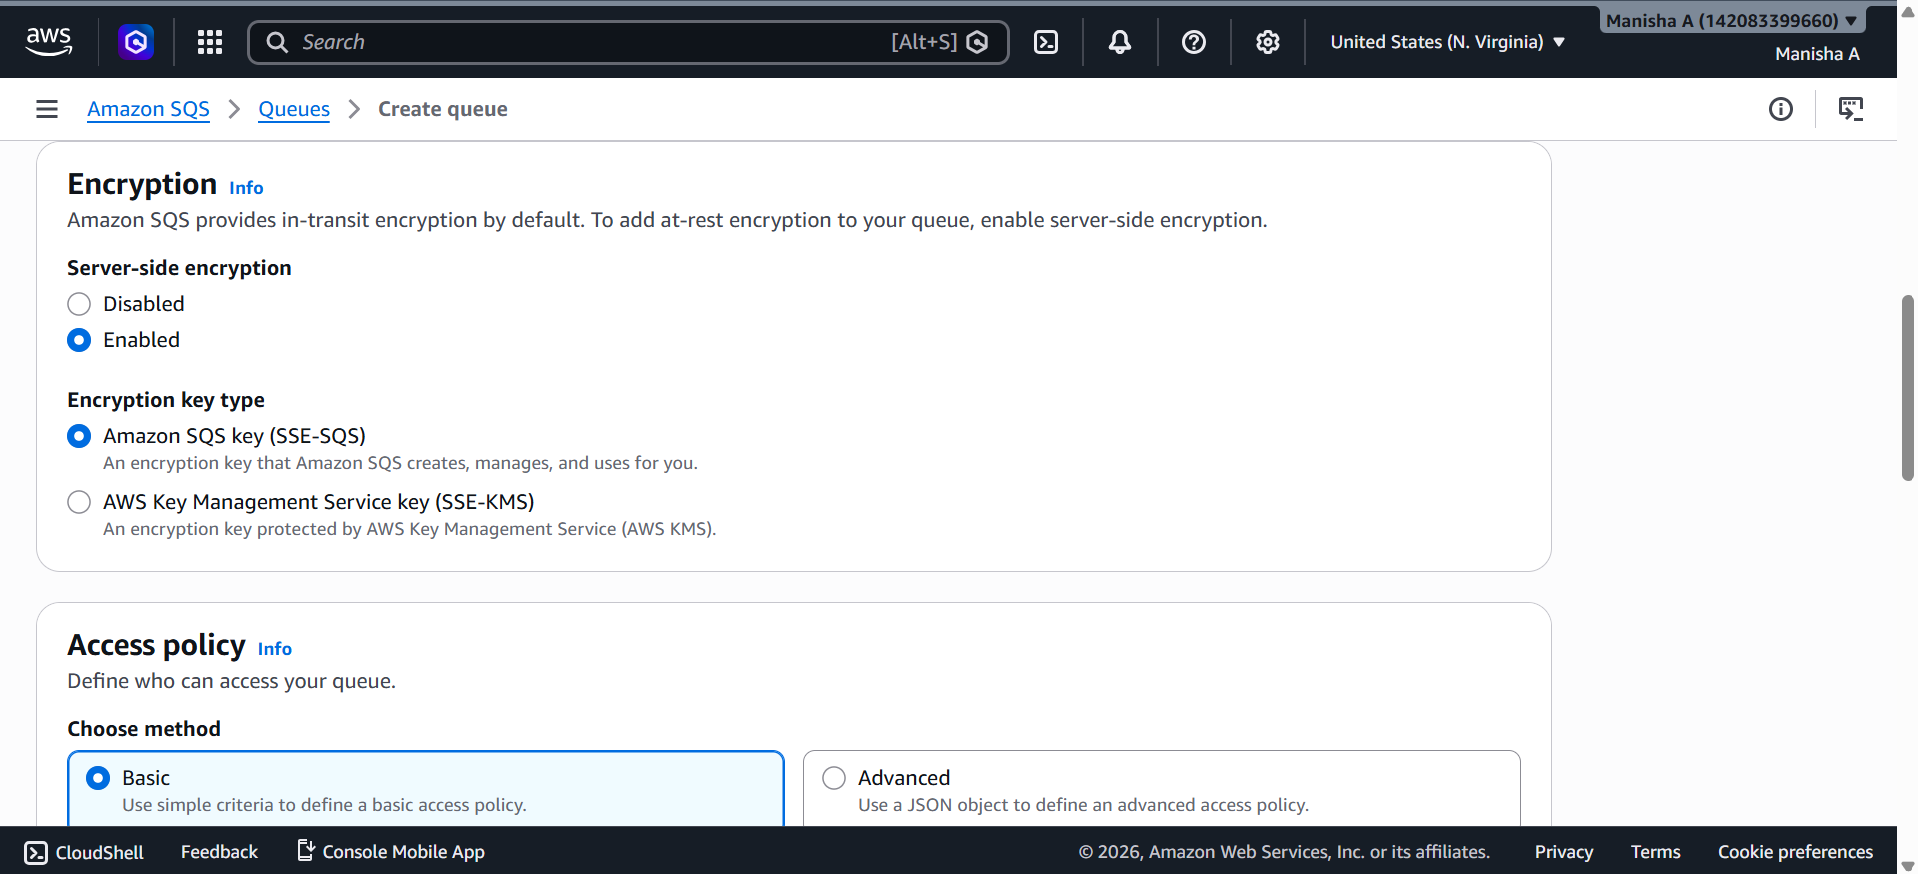 aws
Search [Alt+S]
United States (N. Virginia) ▼
Manisha A (142083399660) ▼
Manisha A
Amazon SQS > Queues > Create queue
Encryption Info
Amazon SQS provides in-transit encryption by default. To add at-rest encryption to your queue, enable server-side encryption.
Server-side encryption
Disabled
Enabled
Encryption key type
Amazon SQS key (SSE-SQS)
An encryption key that Amazon SQS creates, manages, and uses for you.
AWS Key Management Service key (SSE-KMS)
An encryption key protected by AWS Key Management Service (AWS KMS).
Access policy Info
Define who can access your queue.
Choose method
Basic
Use simple criteria to define a basic access policy.
Advanced
Use a JSON object to define an advanced access policy.
CloudShell Feedback Console Mobile App © 2026, Amazon Web Services, Inc. or its affiliates. Privacy Terms Cookie preferences